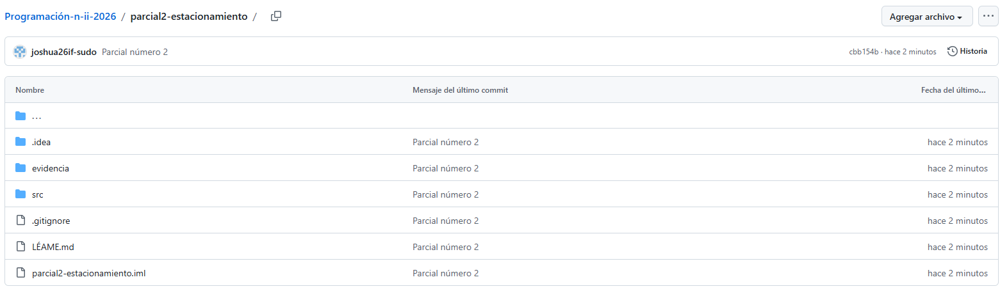 Programación-n-ii-2026 / parcial2-estacionamiento /
Agregar archivo
joshua26if-sudo Parcial número 2
cbb154b · hace 2 minutos Historia
Nombre Mensaje del último commit Fecha del último...
...
.idea Parcial número 2 hace 2 minutos
evidencia Parcial número 2 hace 2 minutos
src Parcial número 2 hace 2 minutos
.gitignore Parcial número 2 hace 2 minutos
LÉAME.md Parcial número 2 hace 2 minutos
parcial2-estacionamiento.iml Parcial número 2 hace 2 minutos